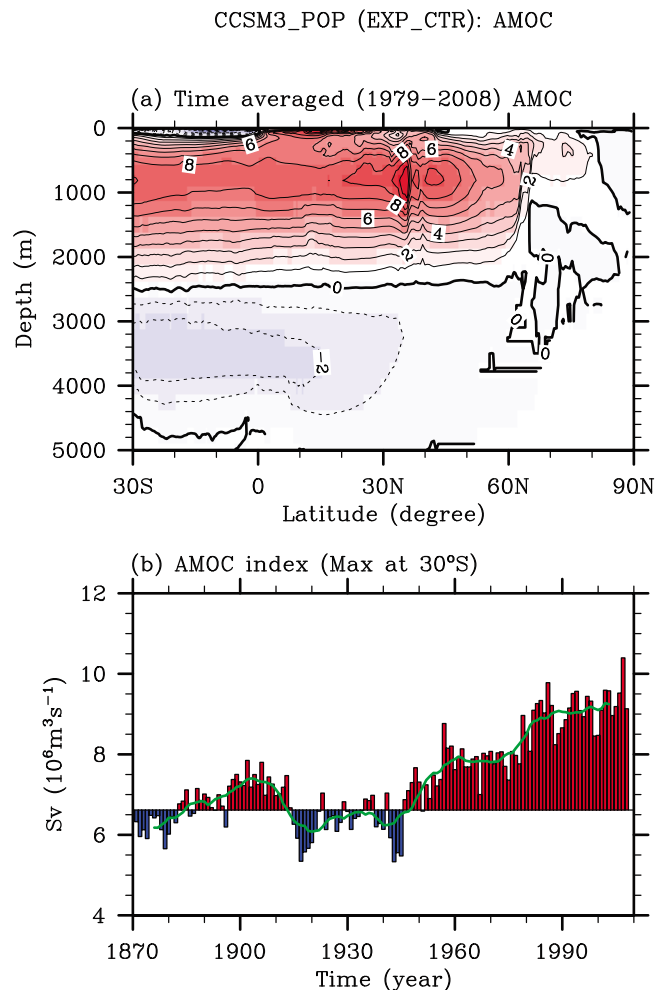 CCSM3_POP (EXP_CTR): AMOC
(a) Time averaged (1979−2008) AMOC
0
1000
2000
3000
4000
5000
Depth (m)
6
8
8
6
4
2
8
6
4
2
0
−2
0
0
0
30S
0
30N
60N
90N
Latitude (degree)
(b) AMOC index (Max at 30°S)
12
10
8
6
4
Sv (10⁶m³s⁻¹)
1870
1900
1930
1960
1990
Time (year)